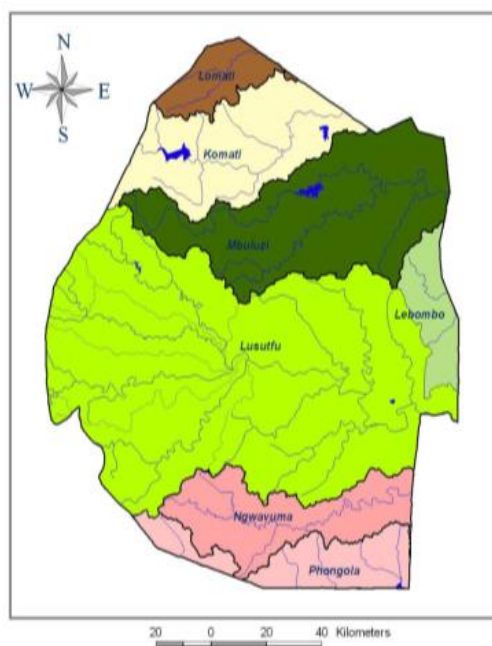 N
W E
S
Lomati
Komati
Mbuluzi
Lebombo
Lusutfu
Ngwavuma
Phongola
20 0 20 40 Kilometers